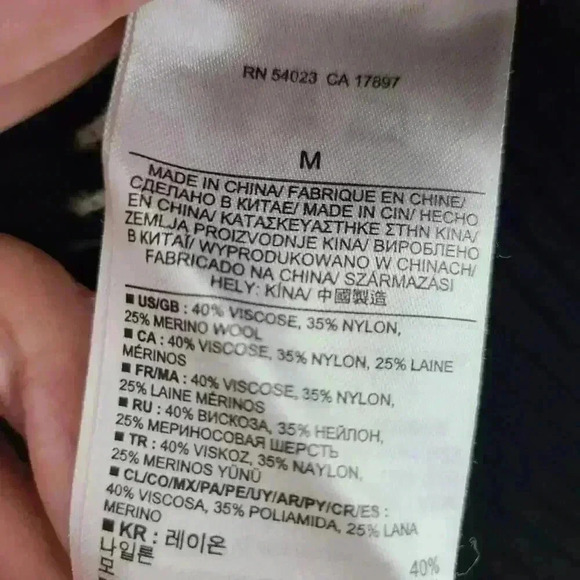 RN 54023 CA 17897
M
MADE IN CHINA/ FABRIQUE EN CHINE/
СДЕЛАНО В КИТАЕ/ MADE IN CIN/ HECHO
EN CHINA/ ΚΑΤΑΣΚΕΥΑΣΤΗΚΕ ΣΤΗΝ ΚΙΝΑ/
ZEMLJA PROIZVODNJE KINA/ ВИРОБЛЕНО
В КИТАЇ/ WYPRODUKOWANO W CHINACH/
FABRICADO NA CHINA/ SZÁRMAZÁSI
HELY: KÍNA/ 中國製造
■ US/GB : 40% VISCOSE, 35% NYLON,
25% MERINO WOOL
■ CA : 40% VISCOSE, 35% NYLON, 25% LAINE
MÉRINOS
■ FR/MA : 40% VISCOSE, 35% NYLON,
25% LAINE MÉRINOS
■ RU : 40% ВИСКОЗА, 35% НЕЙЛОН,
25% МЕРИНОСОВАЯ ШЕРСТЬ
■ TR : 40% VISKOZ, 35% NAYLON,
25% MERINOS YÜNÜ
■ CL/CO/MX/PA/PE/UY/AR/PY/CR/ES :
40% VISCOSA, 35% POLIAMIDA, 25% LANA
MERINO
■ KR : 레이온 40%
나일론